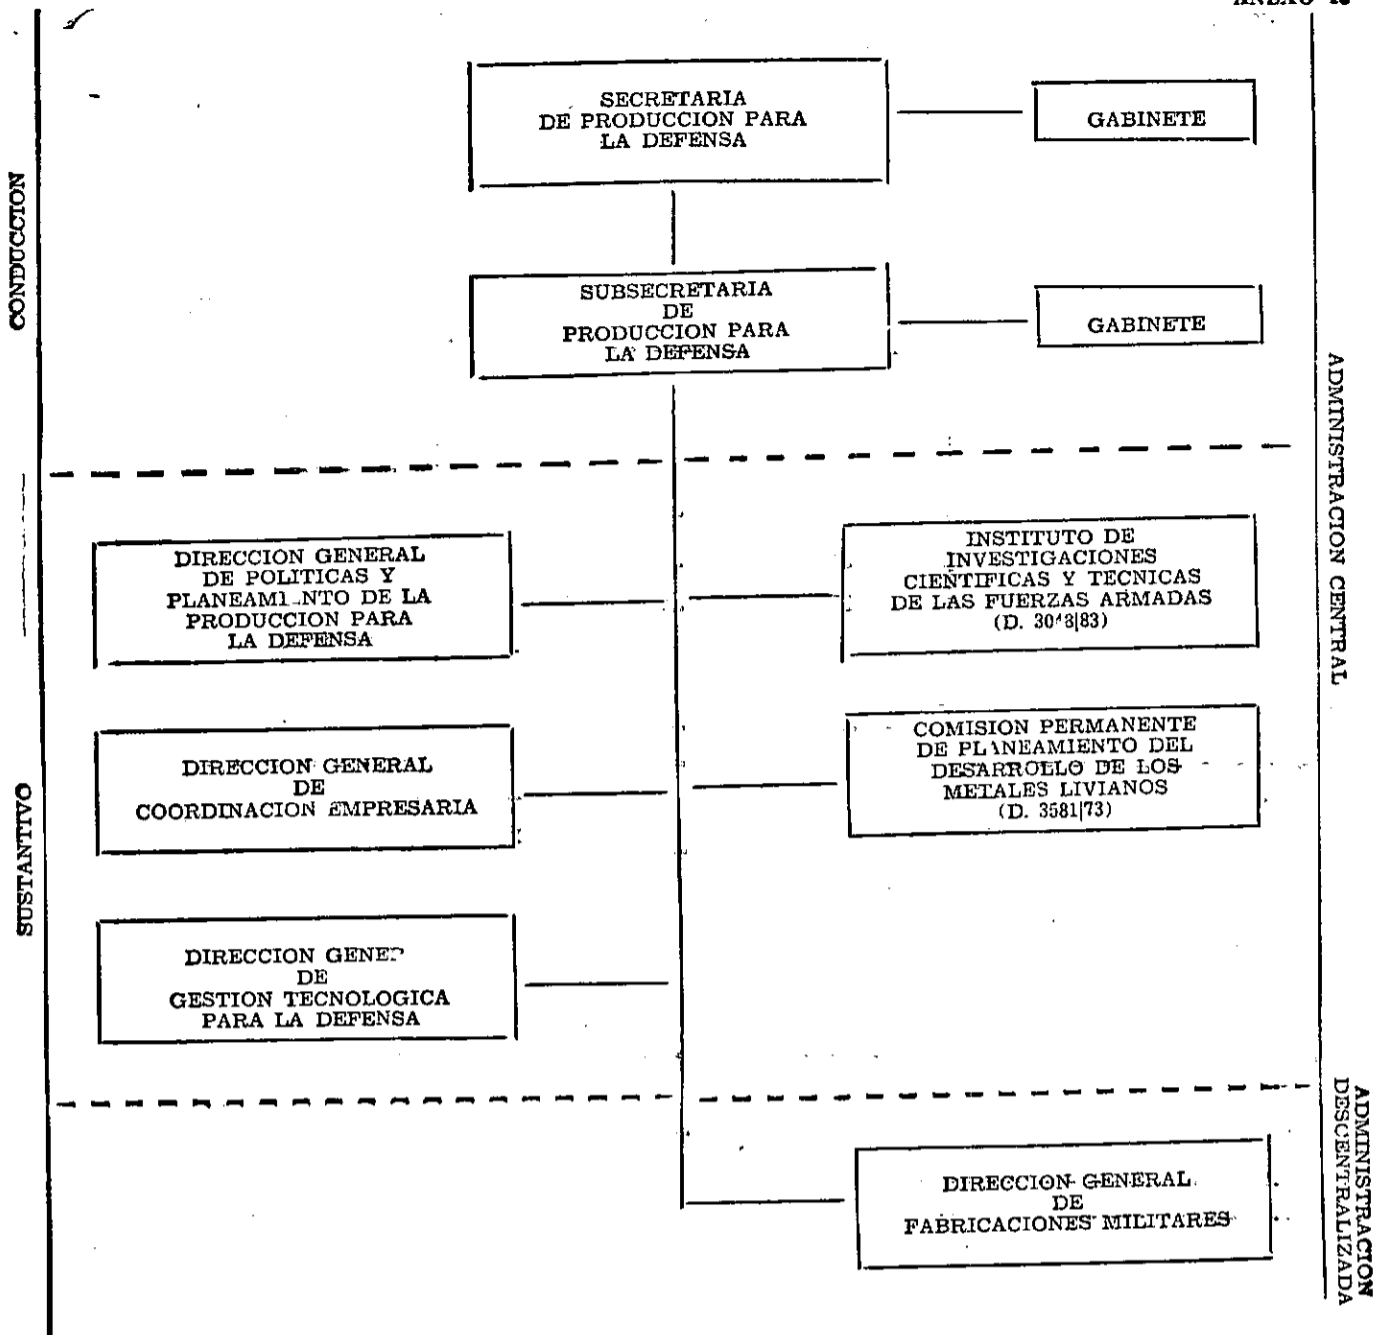 ANEXO
SECRETARIA
DE PRODUCCION PARA
LA DEFENSA
GABINETE
SUBSECRETARIA
DE
PRODUCCION PARA
LA DEFENSA
GABINETE
CONDUCCION
ADMINISTRACION CENTRAL
DIRECCION GENERAL
DE POLITICAS Y
DE LA
PRODUCCION PARA
LA DEFENSA
INSTITUTO DE
INVESTIGACIONES
CIENTIFICAS Y TECNICAS
DE LAS FUERZAS ARMADAS
(D.
DIRECCION GENERAL
DE
COORDINACION EMPRESARIA
COMISION PERMANENTE
DE PLANEAMIENTO DEL
DESARROLLO DE LOS
METALES LIVIANOS
(D. 3581|73)
SUSTANTIVO
DIRECCION
DE
GESTION TECNOLOGICA
PARA LA DEFENSA
ADMINISTRACION
DESCENTRALIZADA
DIRECCION GENERAL
DE
FABRICACIONES MILITARES